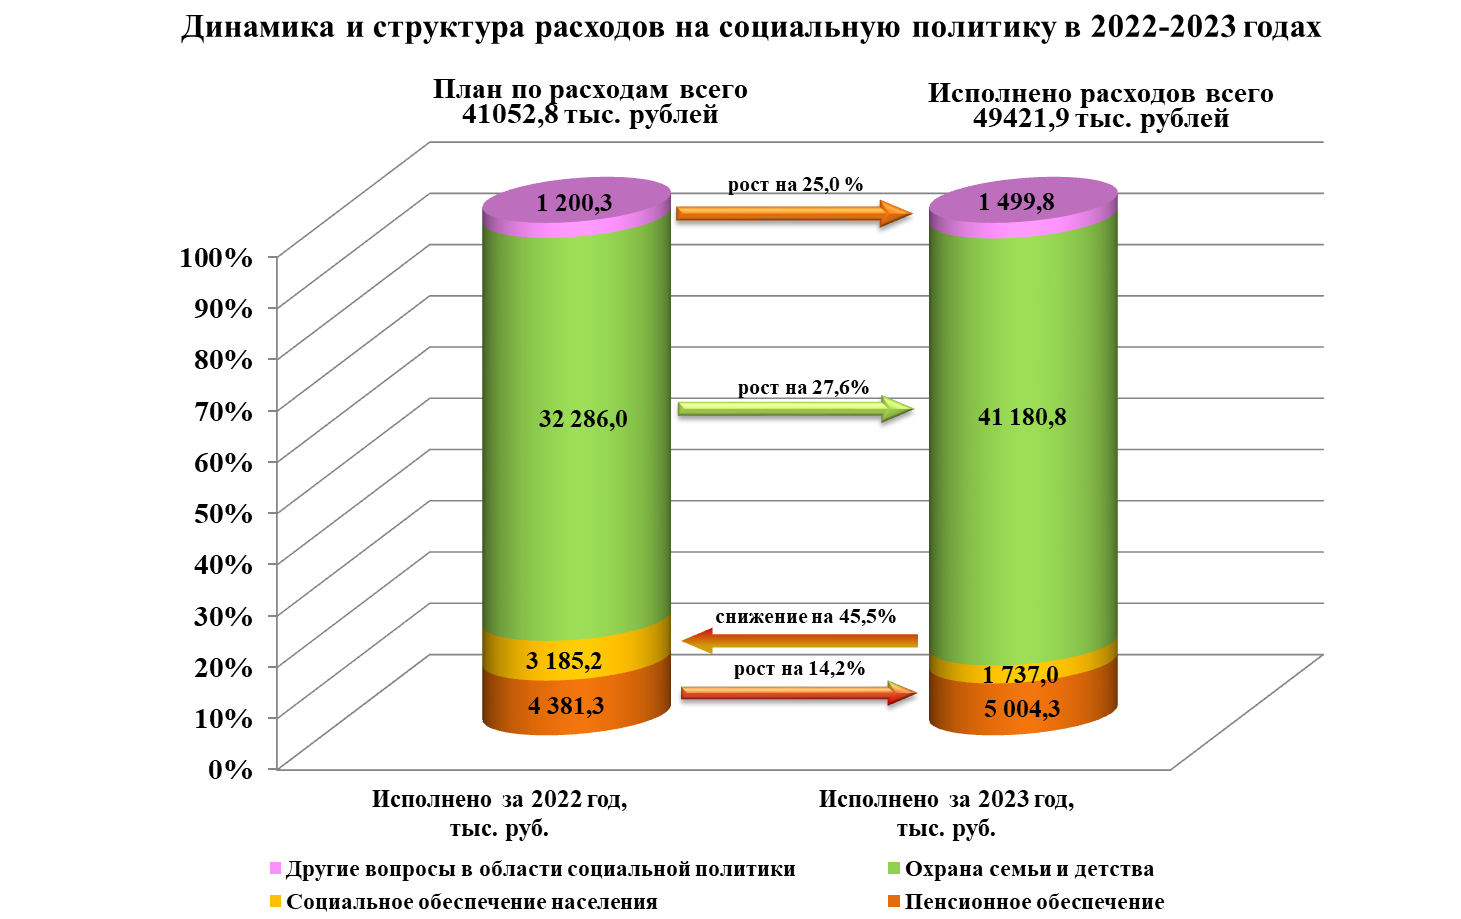 Динамика и структура расходов на социальную политику в 2022-2023 годах
План по расходам всего
41052,8 тыс. рублей
Исполнено расходов всего
49421,9 тыс. рублей
1 200,3
рост на 25,0 %
1 499,8
100%
90%
80%
70%
60%
50%
40%
30%
20%
10%
0%
32 286,0
рост на 27,6%
41 180,8
3 185,2
снижение на 45,5%
1 737,0
4 381,3
рост на 14,2%
5 004,3
Исполнено за 2022 год,
тыс. руб.
Исполнено за 2023 год,
тыс. руб.
Другие вопросы в области социальной политики
Охрана семьи и детства
Социальное обеспечение населения
Пенсионное обеспечение